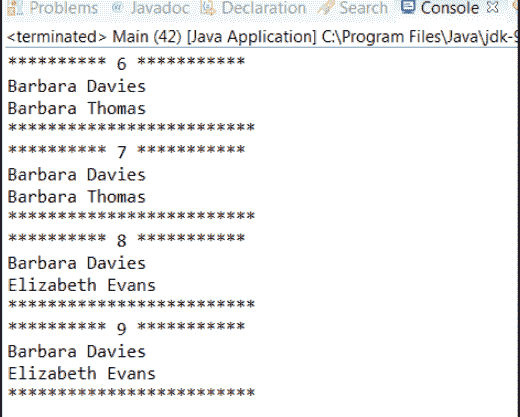 Problems @ Javadoc Declaration Search Console
<terminated> Main (42) [Java Application] C:\Program Files\Java\jdk-9
********** 6 ***********
Barbara Davies
Barbara Thomas
*************************
********** 7 ***********
Barbara Davies
Barbara Thomas
*************************
********** 8 ***********
Barbara Davies
Elizabeth Evans
*************************
********** 9 ***********
Barbara Davies
Elizabeth Evans
*************************